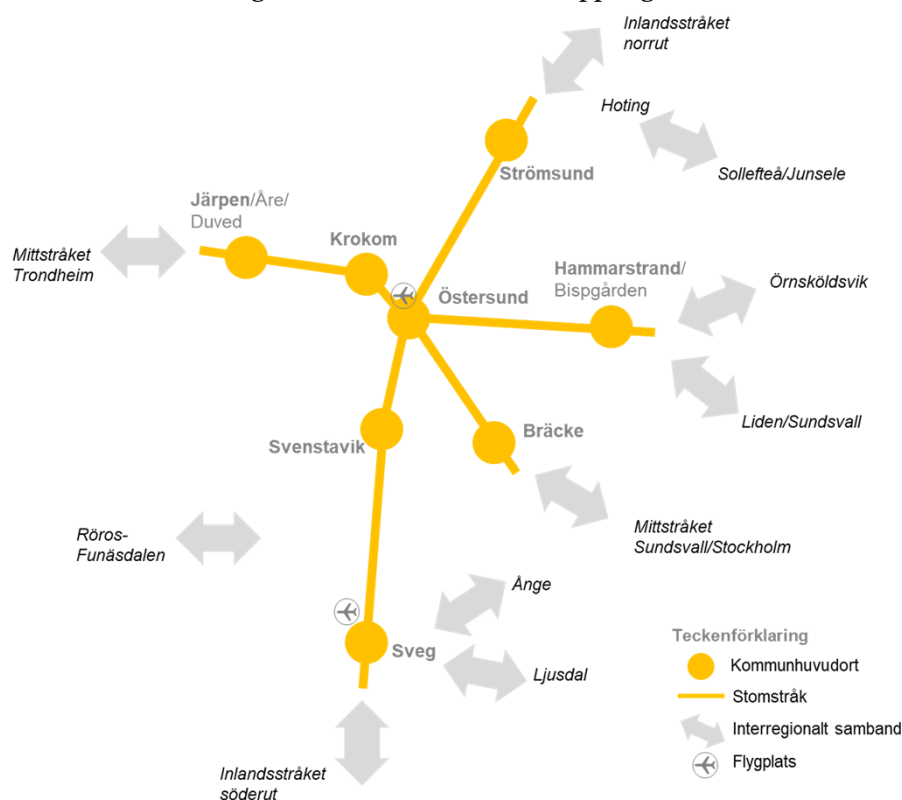 Inlandsstråket
norrut
Hoting
Sollefteå/Junsele
Strömsund
Järpen/Åre/
Duved
Krokom
Mittstråket
Trondheim
Hammarstrand/
Bispgården
Örnsköldsvik
Östersund
Liden/Sundsvall
Svenstavik
Bräcke
Mittstråket
Sundsvall/Stockholm
Röros-
Funäsdalen
Ånge
Sveg
Ljusdal
Inlandsstråket
söderut
Teckenförklaring
Kommunhuvudort
Stomstråk
Interregionalt samband
Flygplats